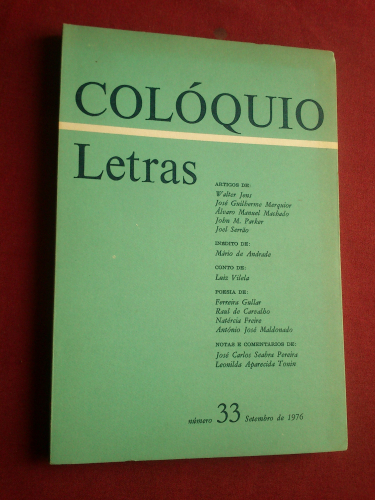 COLÓQUIO
Letras
ARTIGOS DE:
Walter Jens
José Guilherme Merquior
Álvaro Manuel Machado
John M. Parker
Joel Serrão
INÉDITO DE:
Mário de Andrade
CONTO DE:
Luiz Vilela
POESIA DE:
Ferreira Gullar
Raul de Carvalho
Natércia Freire
António José Maldonado
NOTAS E COMENTÁRIOS DE:
José Carlos Seabra Pereira
Leonilda Aparecida Tonin
número 33 Setembro de 1976